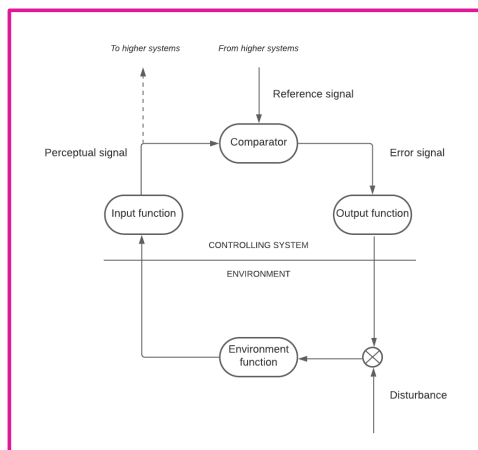 To higher systems
From higher systems
Reference signal
Perceptual signal
Comparator
Error signal
Input function
Output function
CONTROLLING SYSTEM
ENVIRONMENT
Environment
function
Disturbance